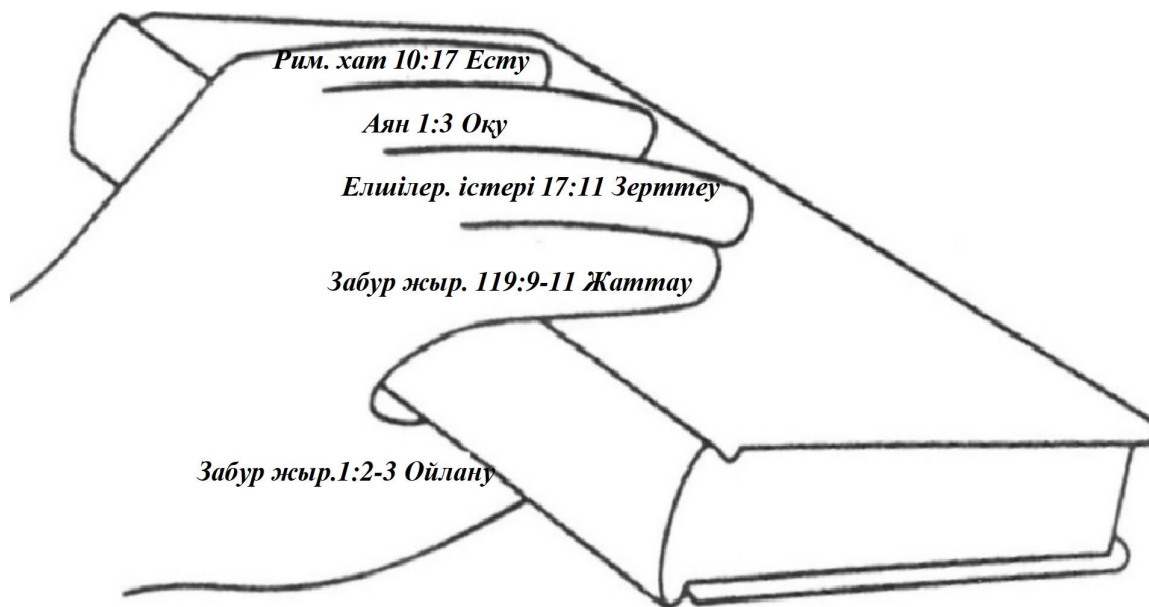 Рим. хат 10:17 Есту
Аян 1:3 Оқу
Елшілер. істері 17:11 Зерттеу
Забур жыр. 119:9-11 Жаттау
Забур жыр.1:2-3 Ойлану